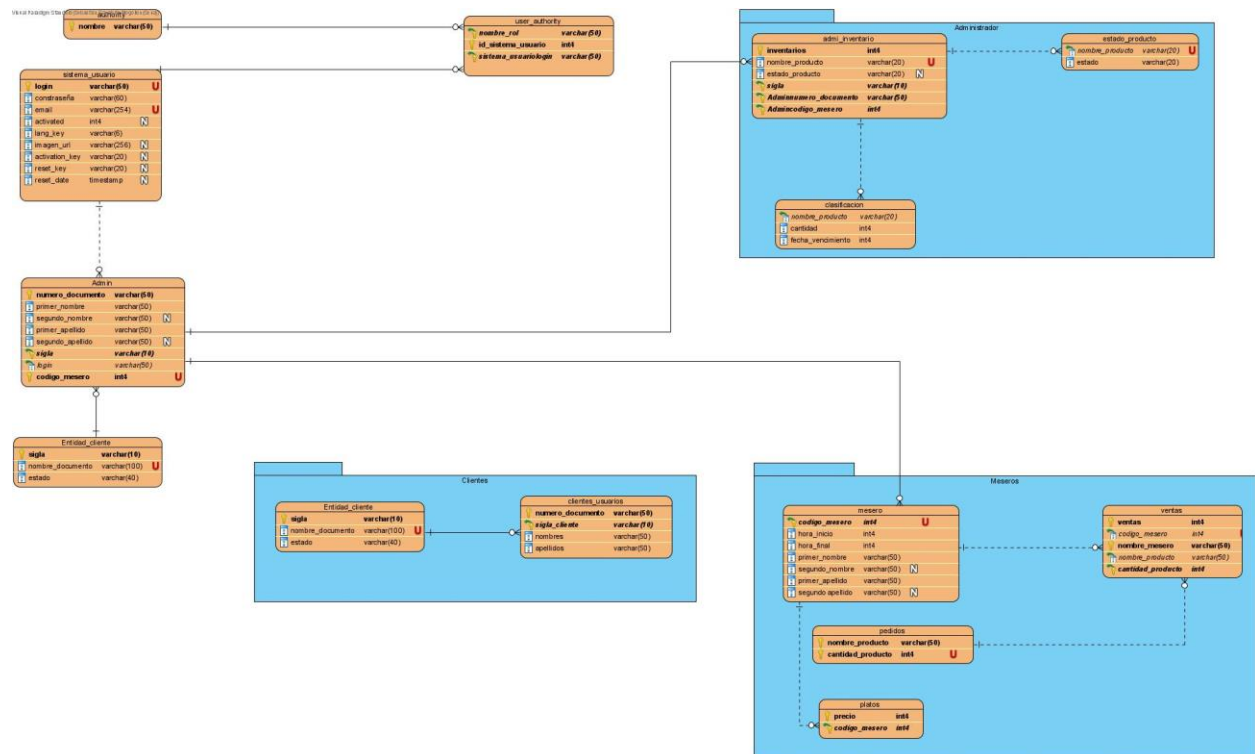 authority
nombre varchar(50)
user_authority
nombre_rol varchar(50)
id_sistema_usuario int4
sistema_usuariologin varchar(50)
sistema_usuario
login varchar(50) U
constraseña varchar(60)
email varchar(254) U
activated int4 N
lang_key varchar(6)
imagen_url varchar(256) N
activation_key varchar(20) N
reset_key varchar(20) N
reset_date timestamp N
Admin
numero_documento varchar(50)
primer_nombre varchar(50)
segundo_nombre varchar(50) N
primer_apellido varchar(50)
segundo_apellido varchar(50) N
sigla varchar(10)
login varchar(50)
codigo_mesero int4 U
Entidad_cliente
sigla varchar(10)
nombre_documento varchar(100) U
estado varchar(40)
Administrador
admi_inventario
inventarios int4
nombre_producto varchar(20) U
estado_producto varchar(20) N
sigla varchar(10)
Adminnumero_documento varchar(50)
Admincodigo_mesero int4
estado_producto
nombre_producto varchar(20) U
estado varchar(20)
clasificacion
nombre_producto varchar(20)
cantidad int4
fecha_vendimiento int4
Clientes
Entidad_cliente
sigla varchar(10)
nombre_documento varchar(100) U
estado varchar(40)
clientes_usuarios
numero_documento varchar(50)
sigla_cliente varchar(10)
nombres varchar(50)
apellidos varchar(50)
Meseros
mesero
codigo_mesero int4 U
hora_inicio int4
hora_final int4
primer_nombre varchar(50)
segundo_nombre varchar(50) N
primer_apellido varchar(50)
segundo apellido varchar(50) N
ventas
ventas int4
codigo_mesero int4 U
nombre_mesero varchar(50)
nombre_producto varchar(50)
cantidad_producto int4
pedidos
nombre_producto varchar(50)
cantidad_producto int4 U
platos
precio int4
codigo_mesero int4